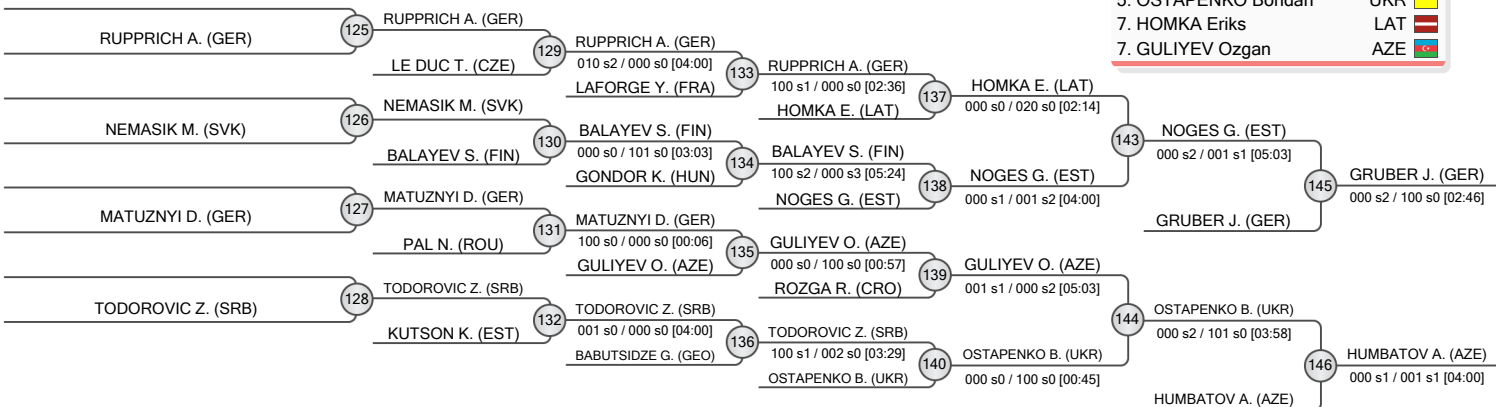 5. OSTAPENKO Bohdan UKR
7. HOMKA Eriks LAT
7. GULIYEV Ozgan AZE
RUPPRICH A. (GER)
125
RUPPRICH A. (GER)
LE DUC T. (CZE)
129
RUPPRICH A. (GER)
010 s2 / 000 s0 [04:00]
LAFORGE Y. (FRA)
133
RUPPRICH A. (GER)
100 s1 / 000 s0 [02:36]
HOMKA E. (LAT)
137
HOMKA E. (LAT)
000 s0 / 020 s0 [02:14]
NEMASIK M. (SVK)
126
NEMASIK M. (SVK)
BALAYEV S. (FIN)
130
BALAYEV S. (FIN)
000 s0 / 101 s0 [03:03]
GONDOR K. (HUN)
134
BALAYEV S. (FIN)
100 s2 / 000 s3 [05:24]
NOGES G. (EST)
138
NOGES G. (EST)
000 s1 / 001 s2 [04:00]
143
NOGES G. (EST)
000 s2 / 001 s1 [05:03]
GRUBER J. (GER)
145
GRUBER J. (GER)
000 s2 / 100 s0 [02:46]
MATUZNYI D. (GER)
127
MATUZNYI D. (GER)
PAL N. (ROU)
131
MATUZNYI D. (GER)
100 s0 / 000 s0 [00:06]
GULIYEV O. (AZE)
135
GULIYEV O. (AZE)
000 s0 / 100 s0 [00:57]
ROZGA R. (CRO)
139
GULIYEV O. (AZE)
001 s1 / 000 s2 [05:03]
TODOROVIC Z. (SRB)
128
TODOROVIC Z. (SRB)
KUTSON K. (EST)
132
TODOROVIC Z. (SRB)
001 s0 / 000 s0 [04:00]
BABUTSIDZE G. (GEO)
136
TODOROVIC Z. (SRB)
100 s1 / 002 s0 [03:29]
OSTAPENKO B. (UKR)
140
OSTAPENKO B. (UKR)
000 s0 / 100 s0 [00:45]
144
OSTAPENKO B. (UKR)
000 s2 / 101 s0 [03:58]
HUMBATOV A. (AZE)
146
HUMBATOV A. (AZE)
000 s1 / 001 s1 [04:00]